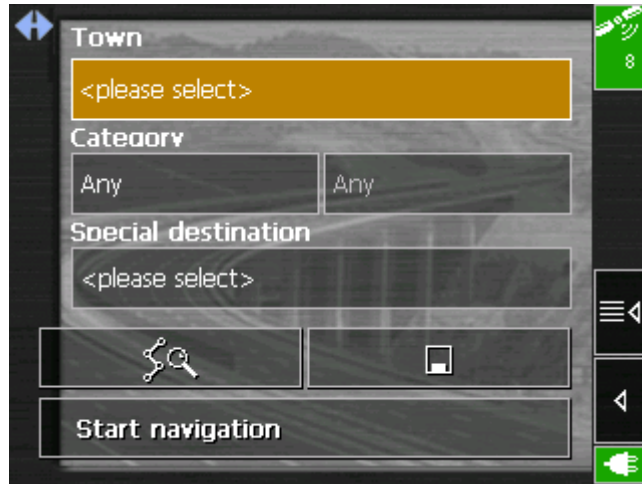 Town
8
<please select>
Category
Any Any
Special destination
<please select>
Start navigation